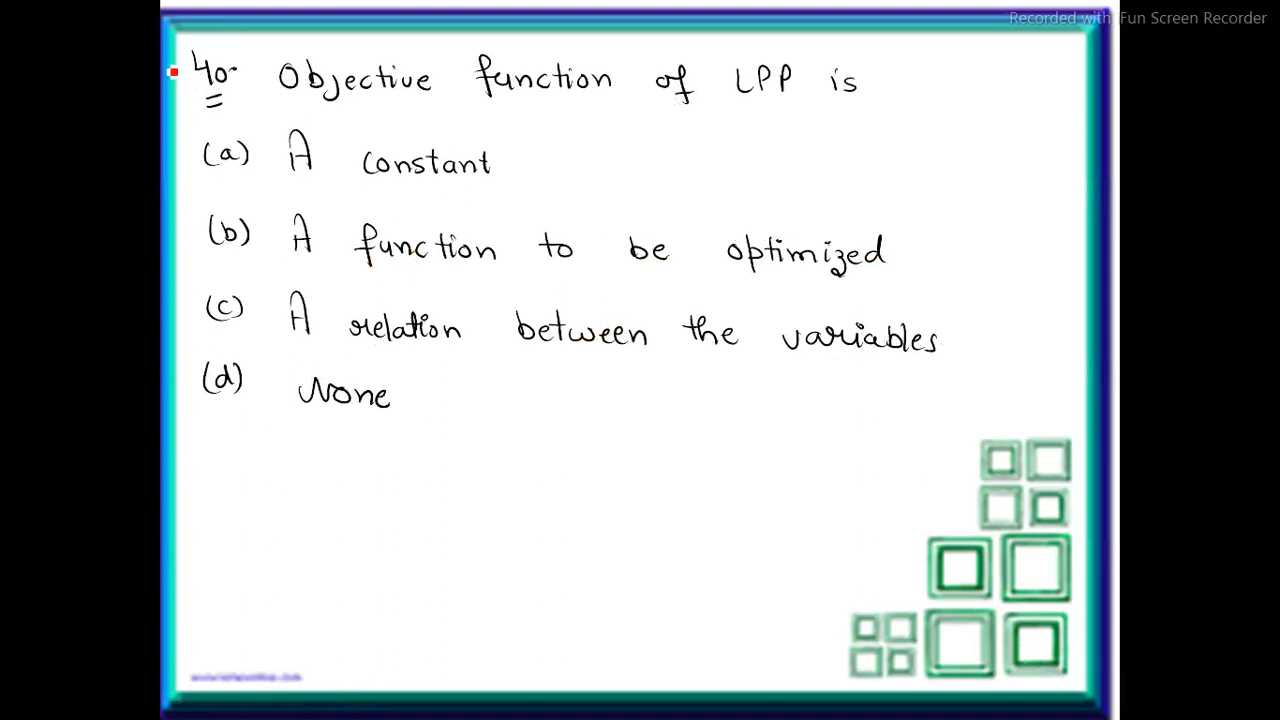 Recorded with Fun Screen Recorder
40. Objective function of LPP is
(a) A constant
(b) A function to be optimized
(c) A relation between the variables
(d) None